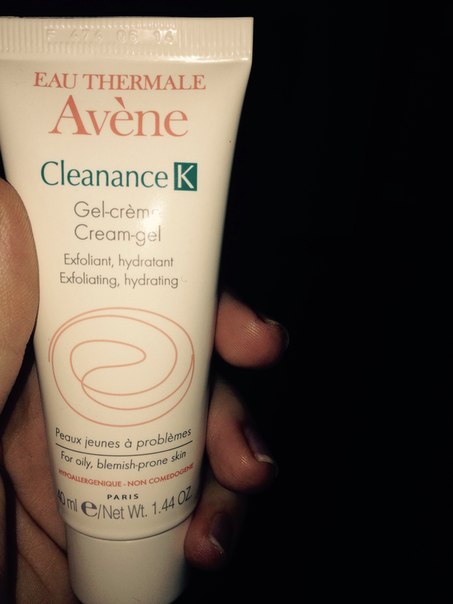 EAU THERMALE
Avène
Cleanance K
Gel-crème
Cream-gel
Exfoliant, hydratant
Exfoliating, hydrating
Peaux jeunes à problèmes
For oily, blemish-prone skin
HYPOALLERGENIQUE - NON COMEDOGENE
PARIS
40 ml e/Net Wt. 1.44 OZ